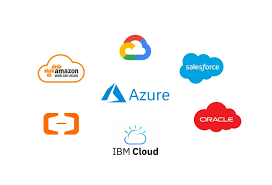 amazon
web services
salesforce
Azure
ORACLE
IBM Cloud